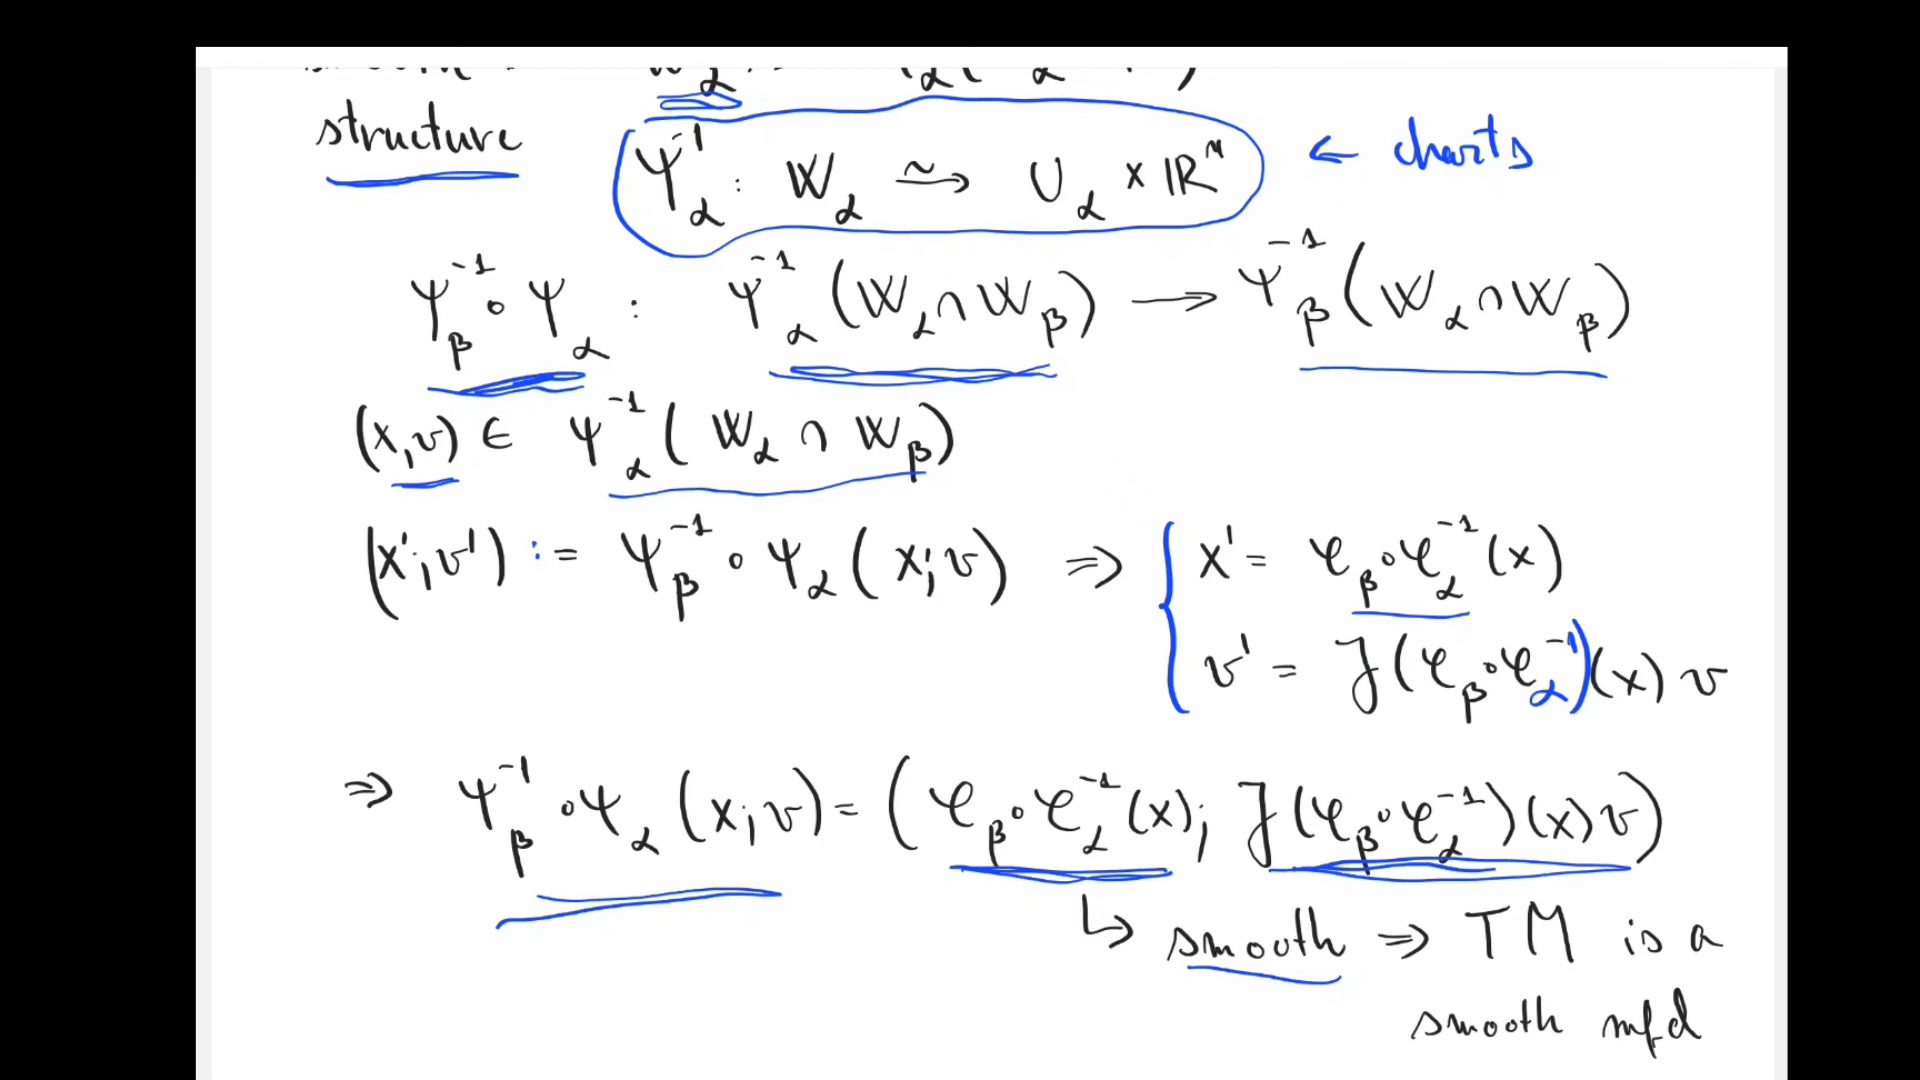 structure
ψ_α^{-1} : W_α ⥲ U_α × ℝⁿ ← charts
ψ_β^{-1} ∘ ψ_α : ψ_α^{-1}(W_α ∩ W_β) → ψ_β^{-1}(W_α ∩ W_β)
(x,v) ∈ ψ_α^{-1}(W_α ∩ W_β)
(x';v') := ψ_β^{-1} ∘ ψ_α(x;v) ⇒ { x' = φ_β∘φ_α^{-1}(x)
v' = J(φ_β∘φ_α^{-1})(x) v
⇒ ψ_β^{-1}∘ψ_α(x;v) = (φ_β∘φ_α^{-1}(x); J(φ_β∘φ_α^{-1})(x)v)
↳ smooth ⇒ TM is a
smooth mfd